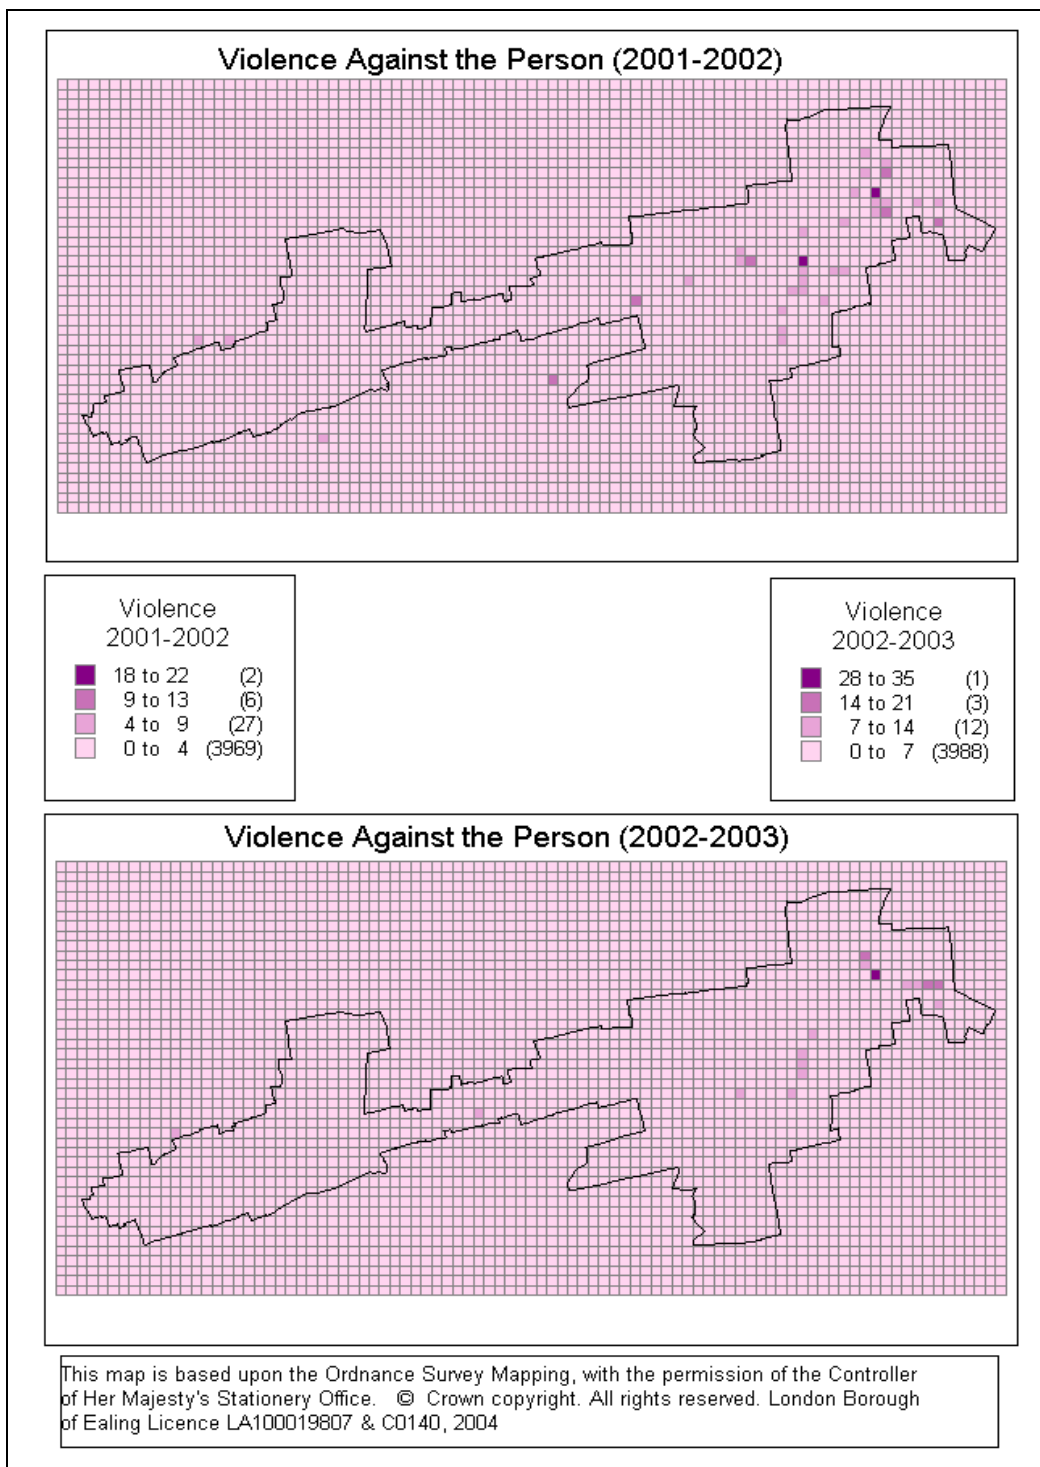 Violence Against the Person (2001-2002)
Violence
2001-2002
18 to 22 (2)
9 to 13 (6)
4 to 9 (27)
0 to 4 (3969)
Violence
2002-2003
28 to 35 (1)
14 to 21 (3)
7 to 14 (12)
0 to 7 (3988)
Violence Against the Person (2002-2003)
This map is based upon the Ordnance Survey Mapping, with the permission of the Controller
of Her Majesty's Stationery Office. © Crown copyright. All rights reserved. London Borough
of Ealing Licence LA100019807 & C0140, 2004